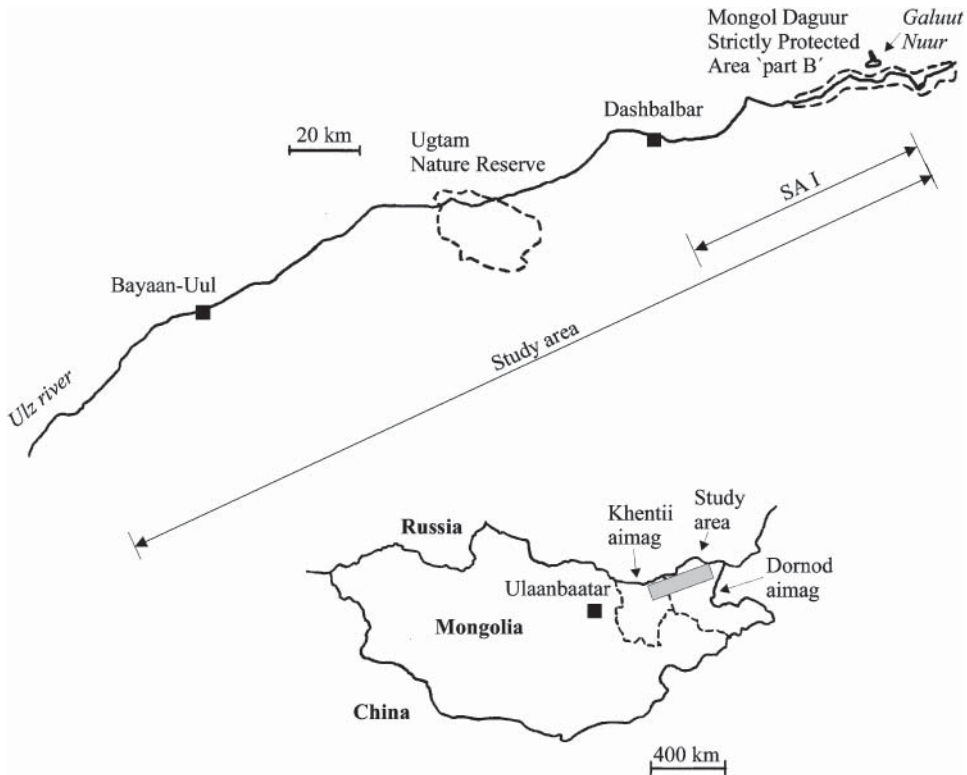 Mongol Daguur
Strictly Protected
Area `part B´
Galuut
Nuur
Dashbalbar
20 km
Ugtam
Nature Reserve
SA I
Bayaan-Uul
Study area
Ulz river
Khentii
aimag
Study
area
Russia
Dornod
aimag
Ulaanbaatar
Mongolia
China
400 km